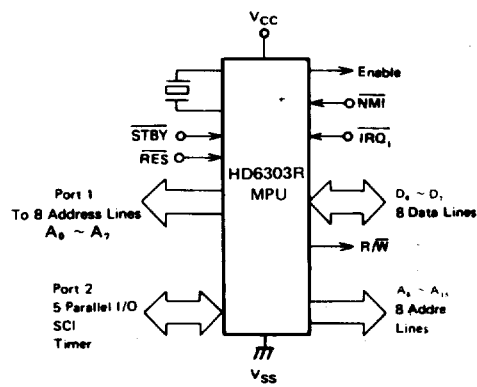 VCC
Enable
NMI
STBY
IRQ1
RES
HD6303R
MPU
Port 1
To 8 Address Lines
A0 ~ A7
D0 ~ D7
8 Data Lines
R/W
Port 2
5 Parallel I/O
SCI
Timer
A8 ~ A15
8 Addre
Lines
VSS